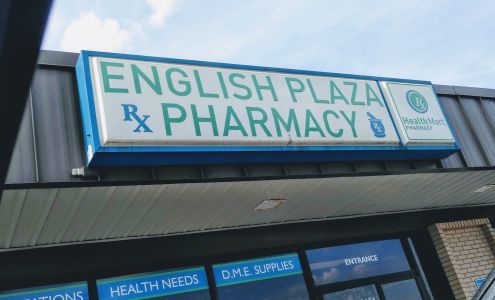 ENGLISH PLAZA
Rx PHARMACY
Health Mart
PHARMACY
HEALTH NEEDS
D.M.E. SUPPLIES
ENTRANCE